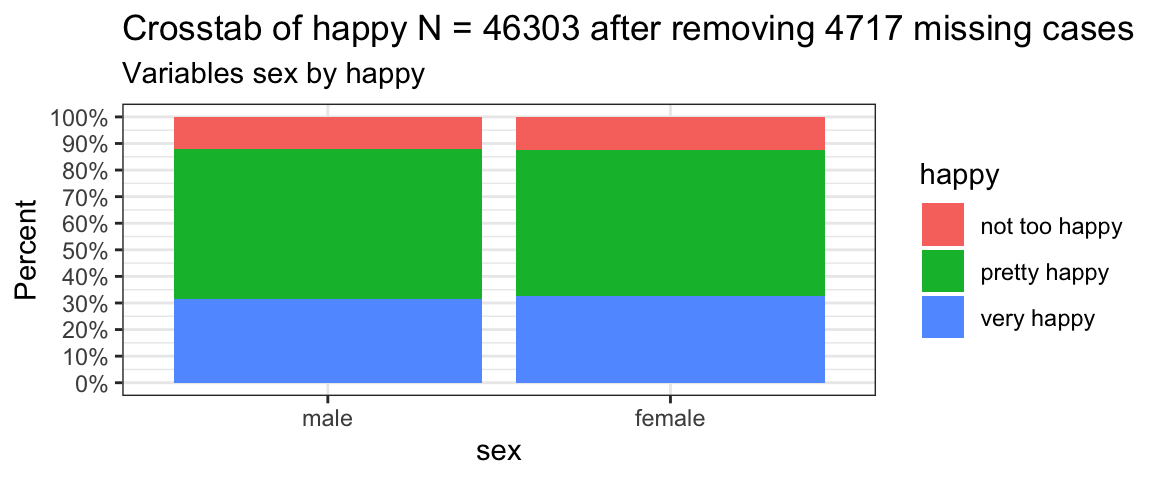 Crosstab of happy N = 46303 after removing 4717 missing cases
Variables sex by happy
Percent
100%
90%
80%
70%
60%
50%
40%
30%
20%
10%
0%
male
female
sex
happy
not too happy
pretty happy
very happy